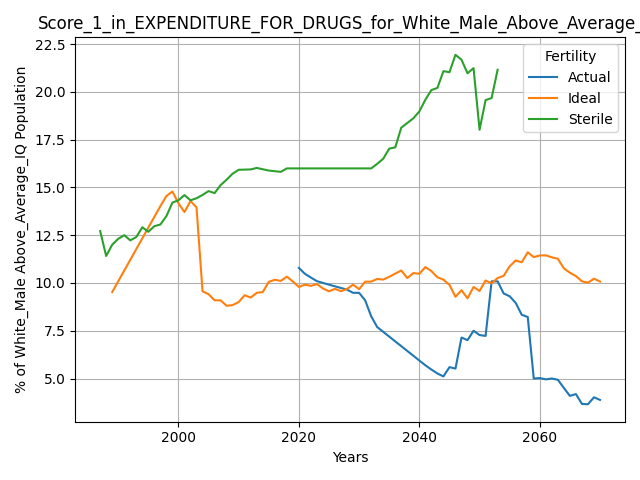 Score_1_in_EXPENDITURE_FOR_DRUGS_for_White_Male_Above_Average_
Fertility
Actual
Ideal
Sterile
% of White_Male Above_Average_IQ Population
22.5
20.0
17.5
15.0
12.5
10.0
7.5
5.0
2000
2020
2040
2060
Years